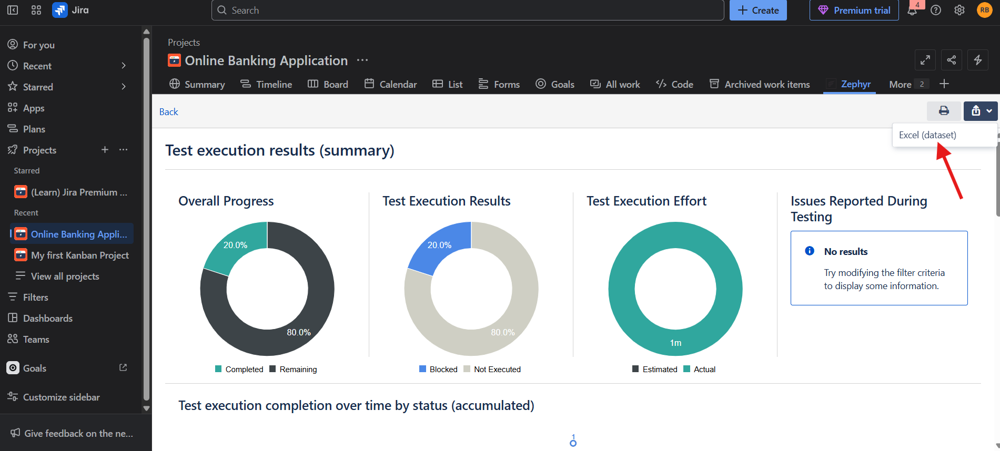 Jira
Search
Create
Premium trial
4
RB
For you
Recent
Starred
Apps
Plans
Projects
Starred
(Learn) Jira Premium ...
Recent
Online Banking Appli...
My first Kanban Project
View all projects
Filters
Dashboards
Teams
Goals
Customize sidebar
Give feedback on the ne...
Projects
Online Banking Application
Summary
Timeline
Board
Calendar
List
Forms
Goals
All work
Code
Archived work items
Zephyr
More 2
Back
Excel (dataset)
Test execution results (summary)
Overall Progress
20.0%
80.0%
Completed
Remaining
Test Execution Results
20.0%
80.0%
Blocked
Not Executed
Test Execution Effort
1m
Estimated
Actual
Issues Reported During
Testing
No results
Try modifying the filter criteria
to display some information.
Test execution completion over time by status (accumulated)
1